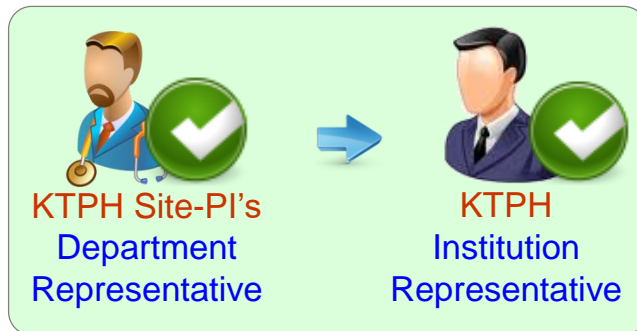 KTPH Site-PI's
Department
Representative
KTPH
Institution
Representative